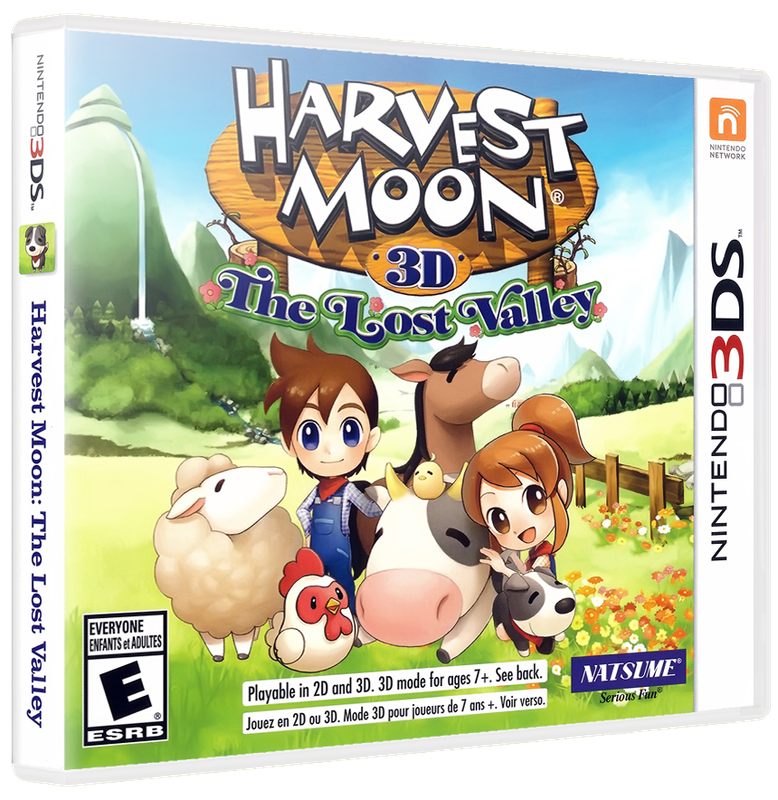 NINTENDO 3DS™
Harvest Moon: The Lost Valley
HARVEST
MOON®
3D
The Lost Valley
NINTENDO
NETWORK
NINTENDO 3DS™
EVERYONE
ENFANTS et ADULTES
E®
ESRB
Playable in 2D and 3D. 3D mode for ages 7+. See back.
Jouez en 2D ou 3D. Mode 3D pour joueurs de 7 ans +. Voir verso.
NATSUME®
Serious Fun®